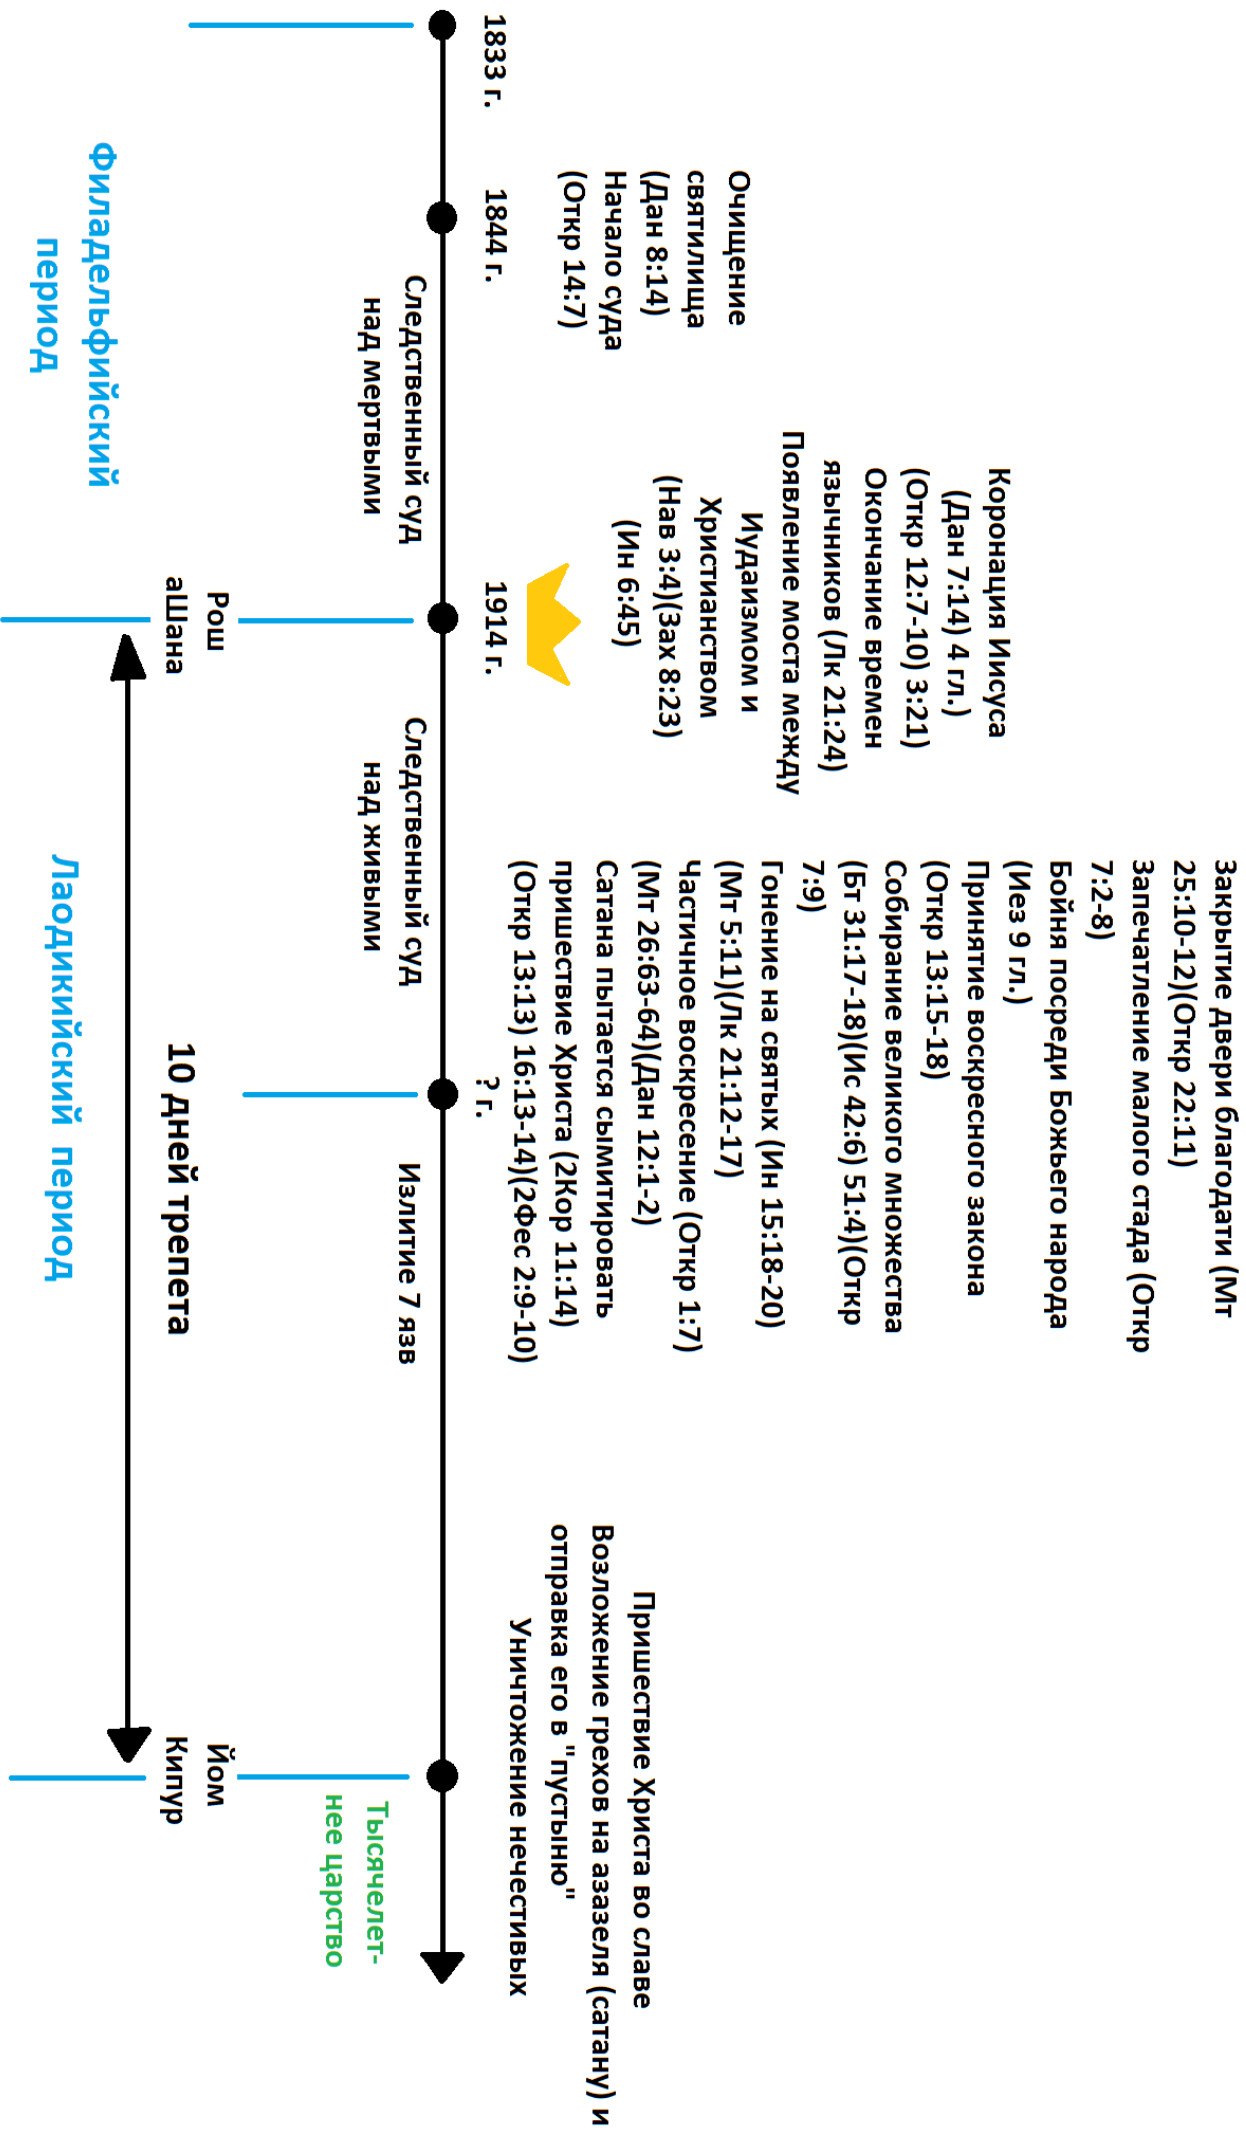 Очищение
святилища
(Дан 8:14)
Начало суда
(Откр 14:7)
Коронация Иисуса
(Дан 7:14) 4 гл.)
(Откр 12:7-10) 3:21)
Окончание времен
язычников (Лк 21:24)
Появление моста между
Иудаизмом и
Христианством
(Нав 3:4)(Зах 8:23)
(Ин 6:45)
Закрытие двери благодати (Мт
25:10-12)(Откр 22:11)
Запечатление малого стада (Откр
7:2-8)
Бойня посреди Божьего народа
(Иез 9 гл.)
Принятие воскресного закона
(Откр 13:15-18)
Собирание великого множества
(Бт 31:17-18)(Ис 42:6) 51:4)(Откр
7:9)
Гонение на святых (Ин 15:18-20)
(Мт 5:11)(Лк 21:12-17)
Частичное воскресение (Откр 1:7)
(Мт 26:63-64)(Дан 12:1-2)
Сатана пытается сымитировать
пришествие Христа (2Кор 11:14)
(Откр 13:13) 16:13-14)(2Фес 2:9-10)
Пришествие Христа во славе
Возложение грехов на азазеля (сатану) и
отправка его в "пустыню"
Уничтожение нечестивых
1833 г.
1844 г.
1914 г.
? г.
Следственный суд
над мертвыми
Следственный суд
над живыми
Излитие 7 язв
Тысячелет-
нее царство
Рош
аШана
10 дней трепета
Йом
Кипур
Филадельфийский
период
Лаодикийский период